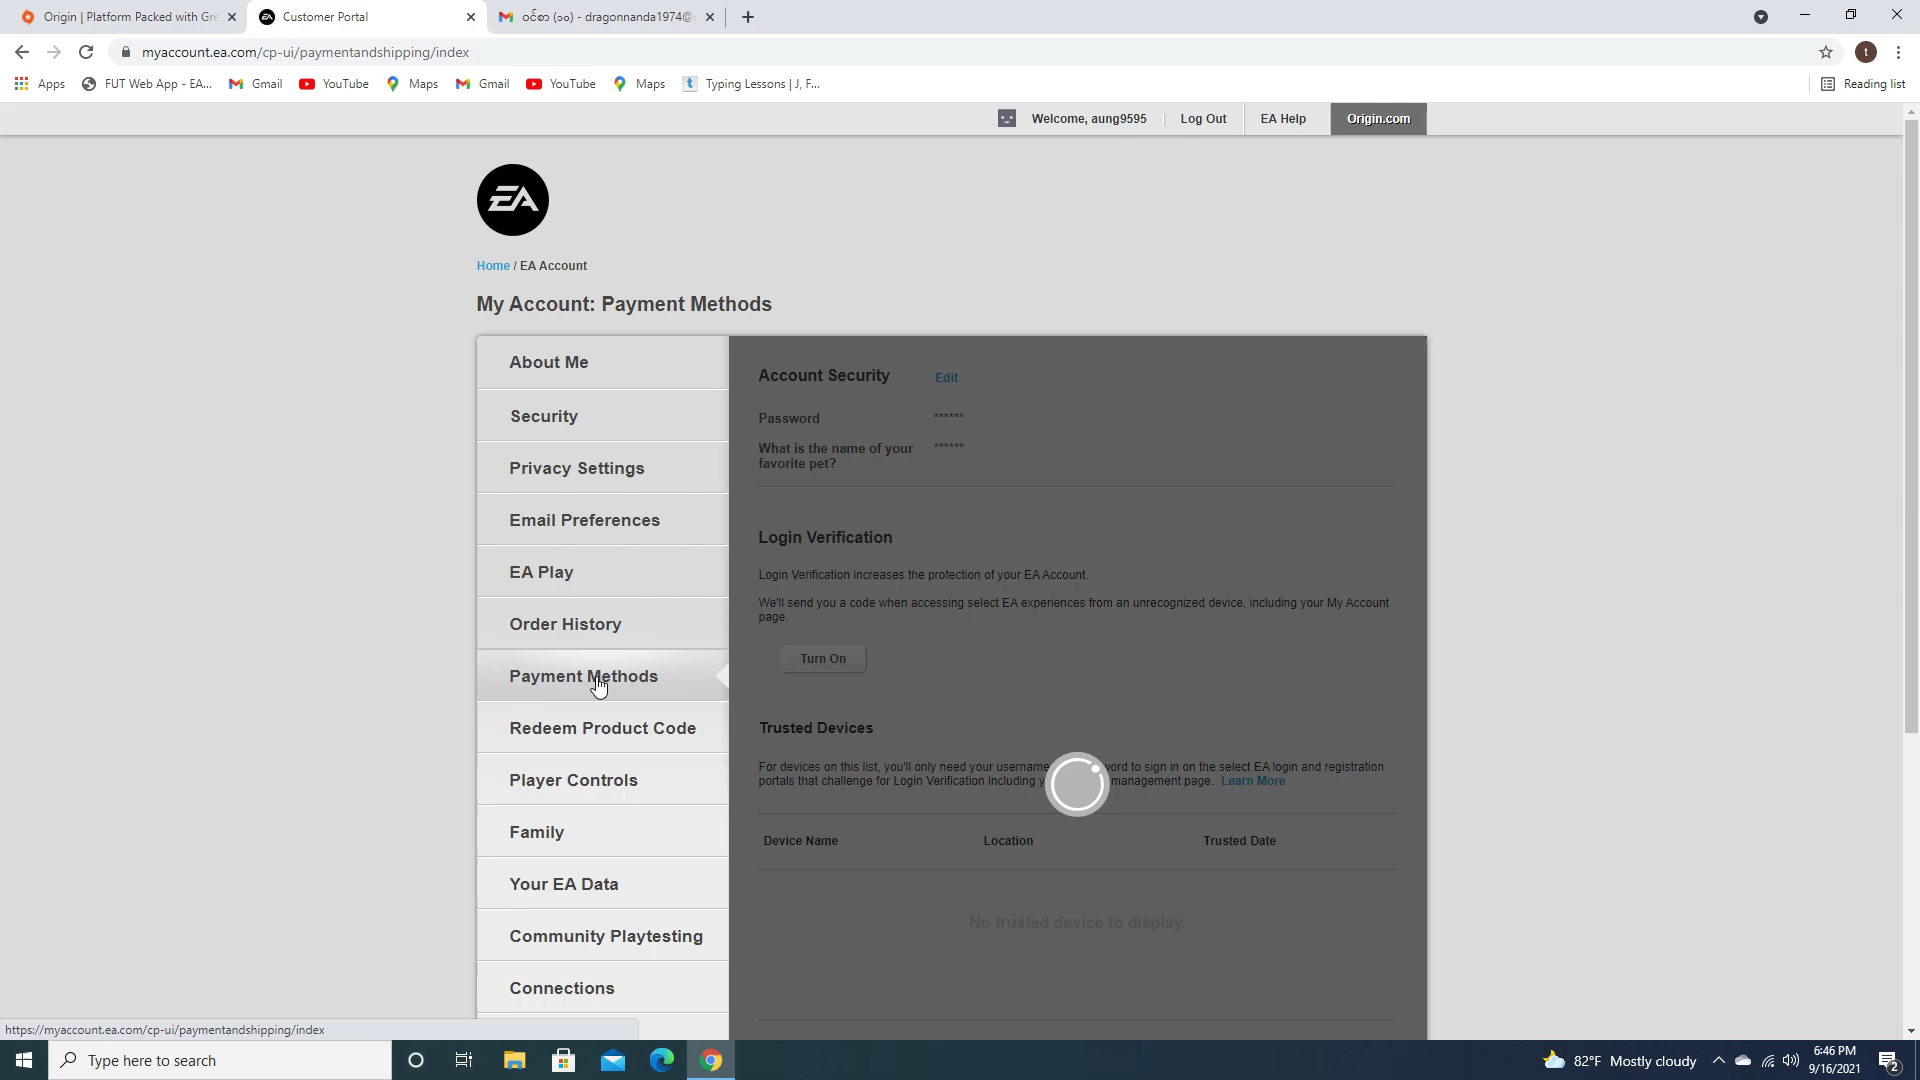 Origin | Platform Packed with Gre
Customer Portal
ဝင်စာ (၁၀) - dragonnanda1974@
myaccount.ea.com/cp-ui/paymentandshipping/index
t
Apps
FUT Web App - EA...
Gmail
YouTube
Maps
Gmail
YouTube
Maps
t
Typing Lessons | J, F...
Reading list
Welcome, aung9595
Log Out
EA Help
Origin.com
EA
Home / EA Account
My Account: Payment Methods
About Me
Security
Privacy Settings
Email Preferences
EA Play
Order History
Payment Methods
Redeem Product Code
Player Controls
Family
Your EA Data
Community Playtesting
Connections
Account Security
Edit
Password
******
What is the name of your
favorite pet?
******
Login Verification
Login Verification increases the protection of your EA Account.
We'll send you a code when accessing select EA experiences from an unrecognized device, including your My Account
page.
Turn On
Trusted Devices
For devices on this list, you'll only need your username word to sign in on the select EA login and registration
portals that challenge for Login Verification including management page. Learn More
Device Name
Location
Trusted Date
No trusted device to display.
https://myaccount.ea.com/cp-ui/paymentandshipping/index
Type here to search
82°F Mostly cloudy
6:46 PM
9/16/2021
2